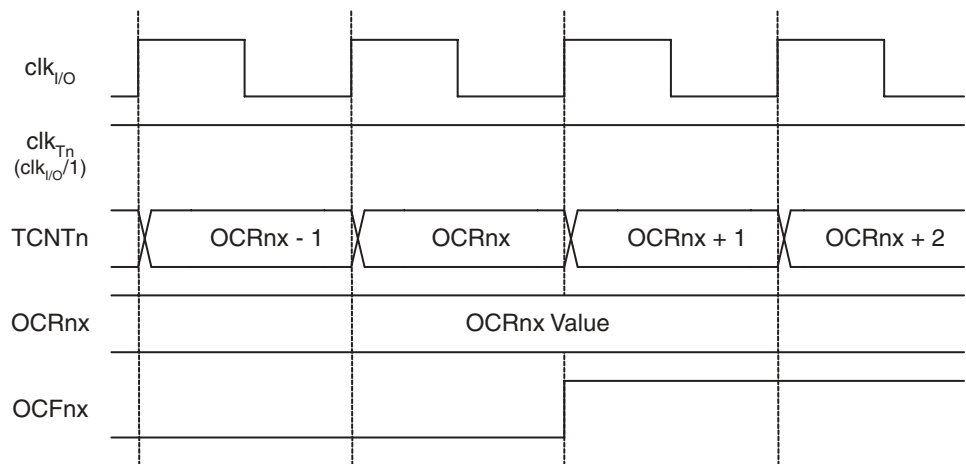 clkI/O
clkTn
(clkI/O/1)
TCNTn OCRnx - 1 OCRnx OCRnx + 1 OCRnx + 2
OCRnx OCRnx Value
OCFnx